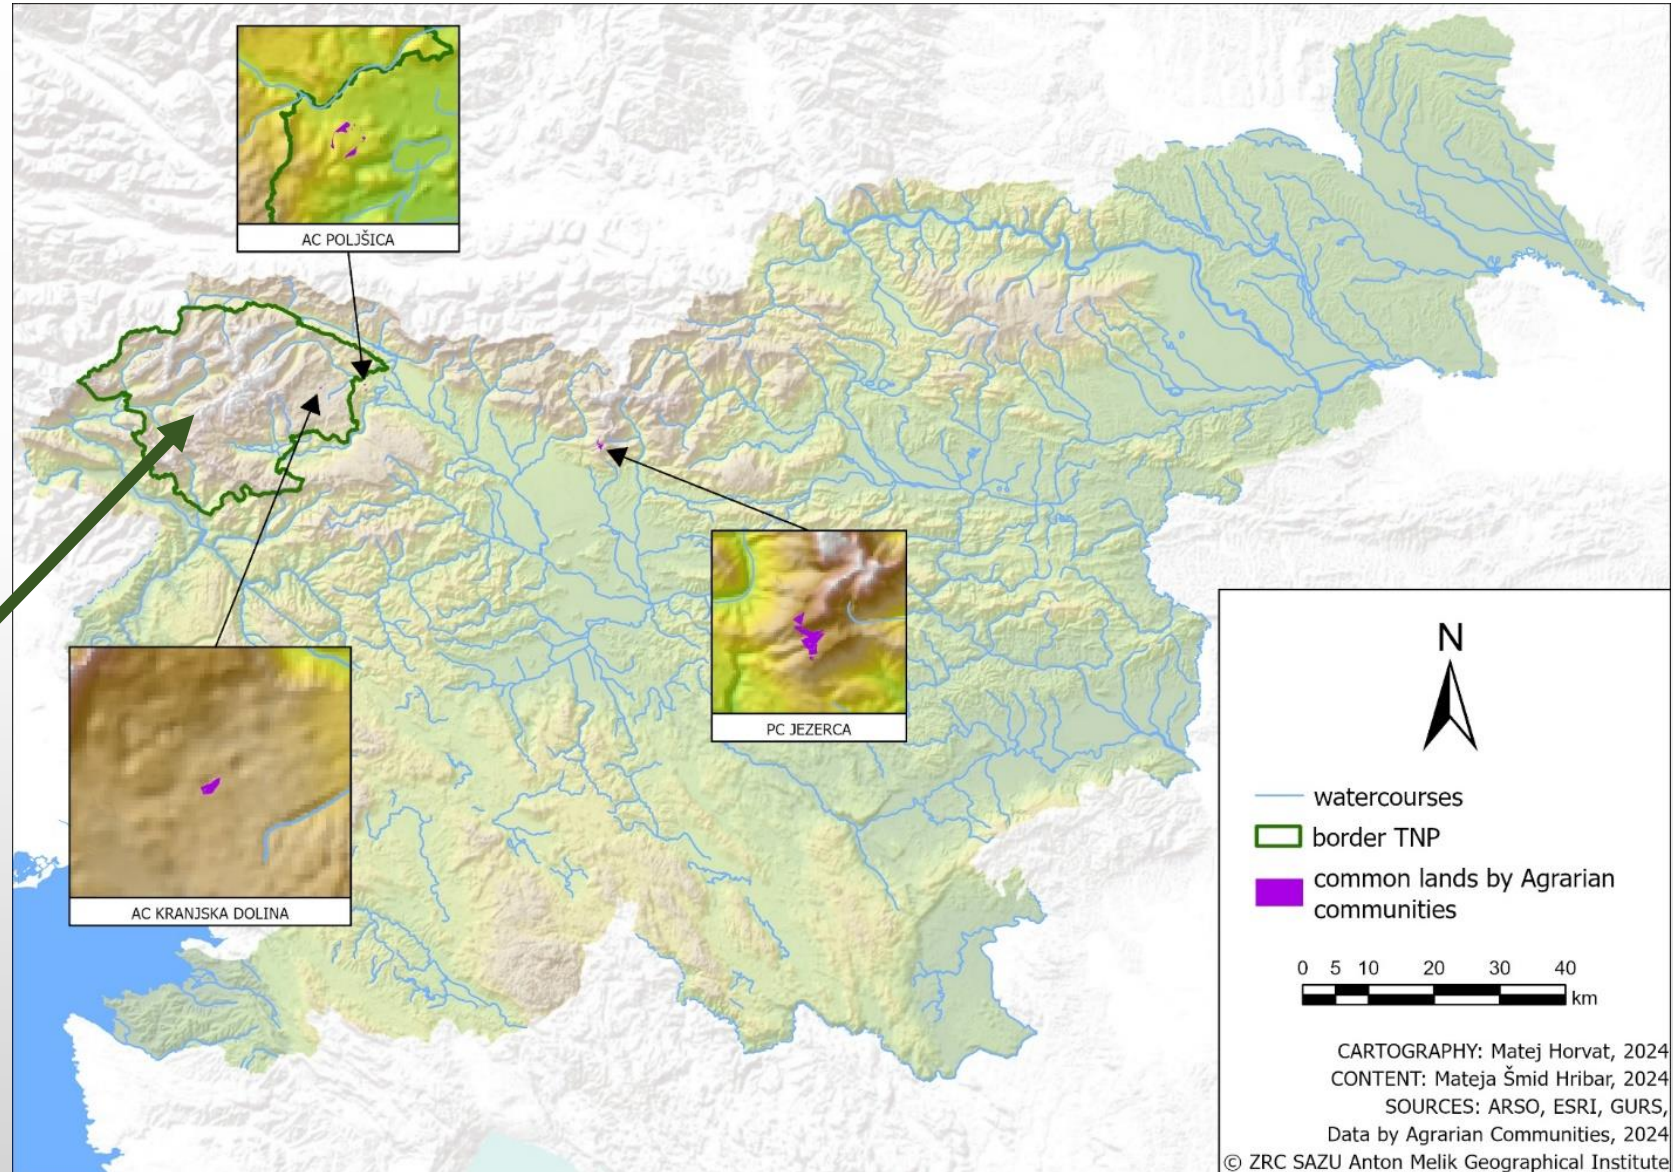 AC POLJŠICA
PC JEZERCA
AC KRANJSKA DOLINA
N
watercourses
border TNP
common lands by Agrarian
communities
0 5 10 20 30 40
km
CARTOGRAPHY: Matej Horvat, 2024
CONTENT: Mateja Šmid Hribar, 2024
SOURCES: ARSO, ESRI, GURS,
Data by Agrarian Communities, 2024
© ZRC SAZU Anton Melik Geographical Institute